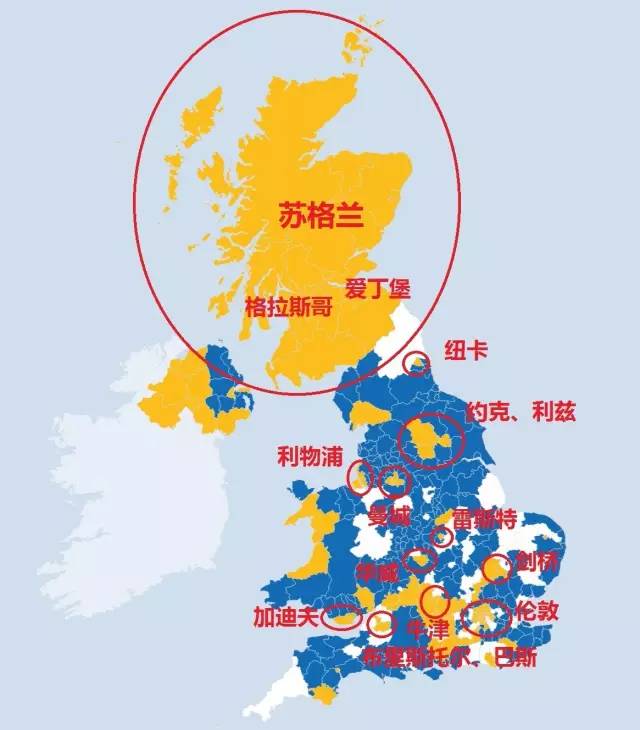 苏格兰
爱丁堡
格拉斯哥
纽卡
约克、利兹
利物浦
曼城
雷斯特
华威
剑桥
加迪夫
牛津
伦敦
布里斯托尔、巴斯